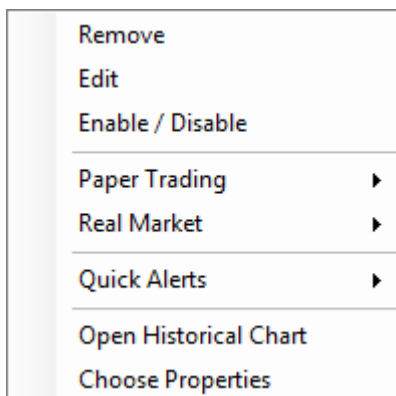 Remove
Edit
Enable / Disable
Paper Trading
Real Market
Quick Alerts
Open Historical Chart
Choose Properties